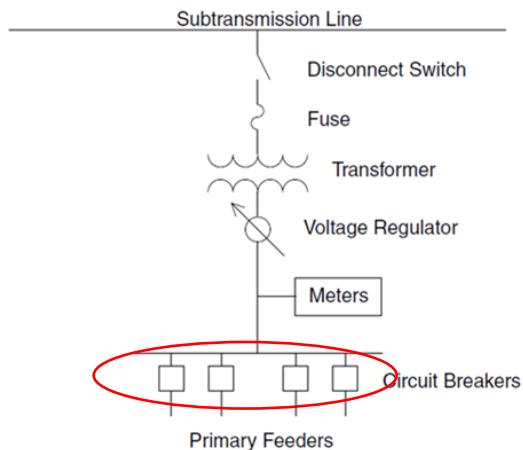 Subtransmission Line
Disconnect Switch
Fuse
Transformer
Voltage Regulator
Meters
Circuit Breakers
Primary Feeders